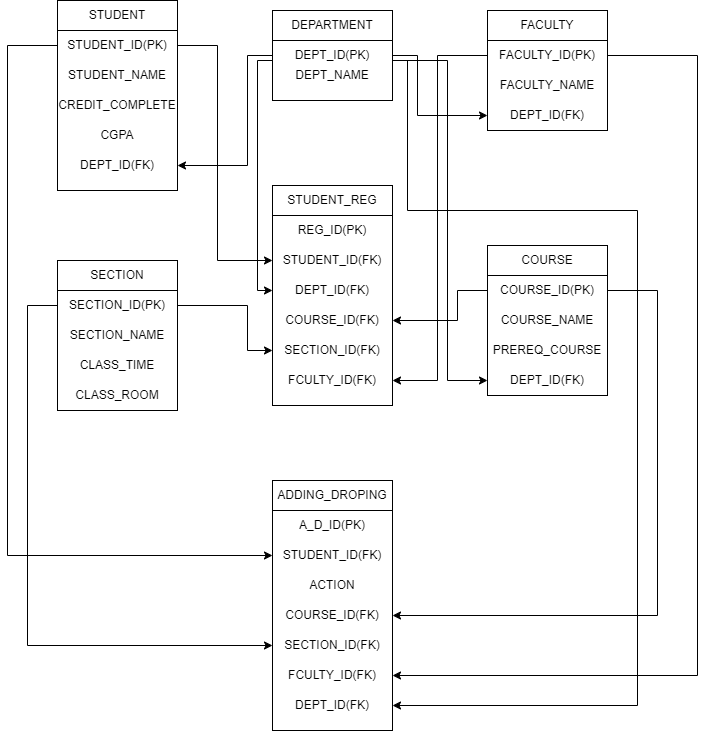 STUDENT
STUDENT_ID(PK)
STUDENT_NAME
CREDIT_COMPLETE
CGPA
DEPT_ID(FK)
DEPARTMENT
DEPT_ID(PK)
DEPT_NAME
FACULTY
FACULTY_ID(PK)
FACULTY_NAME
DEPT_ID(FK)
SECTION
SECTION_ID(PK)
SECTION_NAME
CLASS_TIME
CLASS_ROOM
STUDENT_REG
REG_ID(PK)
STUDENT_ID(FK)
DEPT_ID(FK)
COURSE_ID(FK)
SECTION_ID(FK)
FCULTY_ID(FK)
COURSE
COURSE_ID(PK)
COURSE_NAME
PREREQ_COURSE
DEPT_ID(FK)
ADDING_DROPING
A_D_ID(PK)
STUDENT_ID(FK)
ACTION
COURSE_ID(FK)
SECTION_ID(FK)
FCULTY_ID(FK)
DEPT_ID(FK)